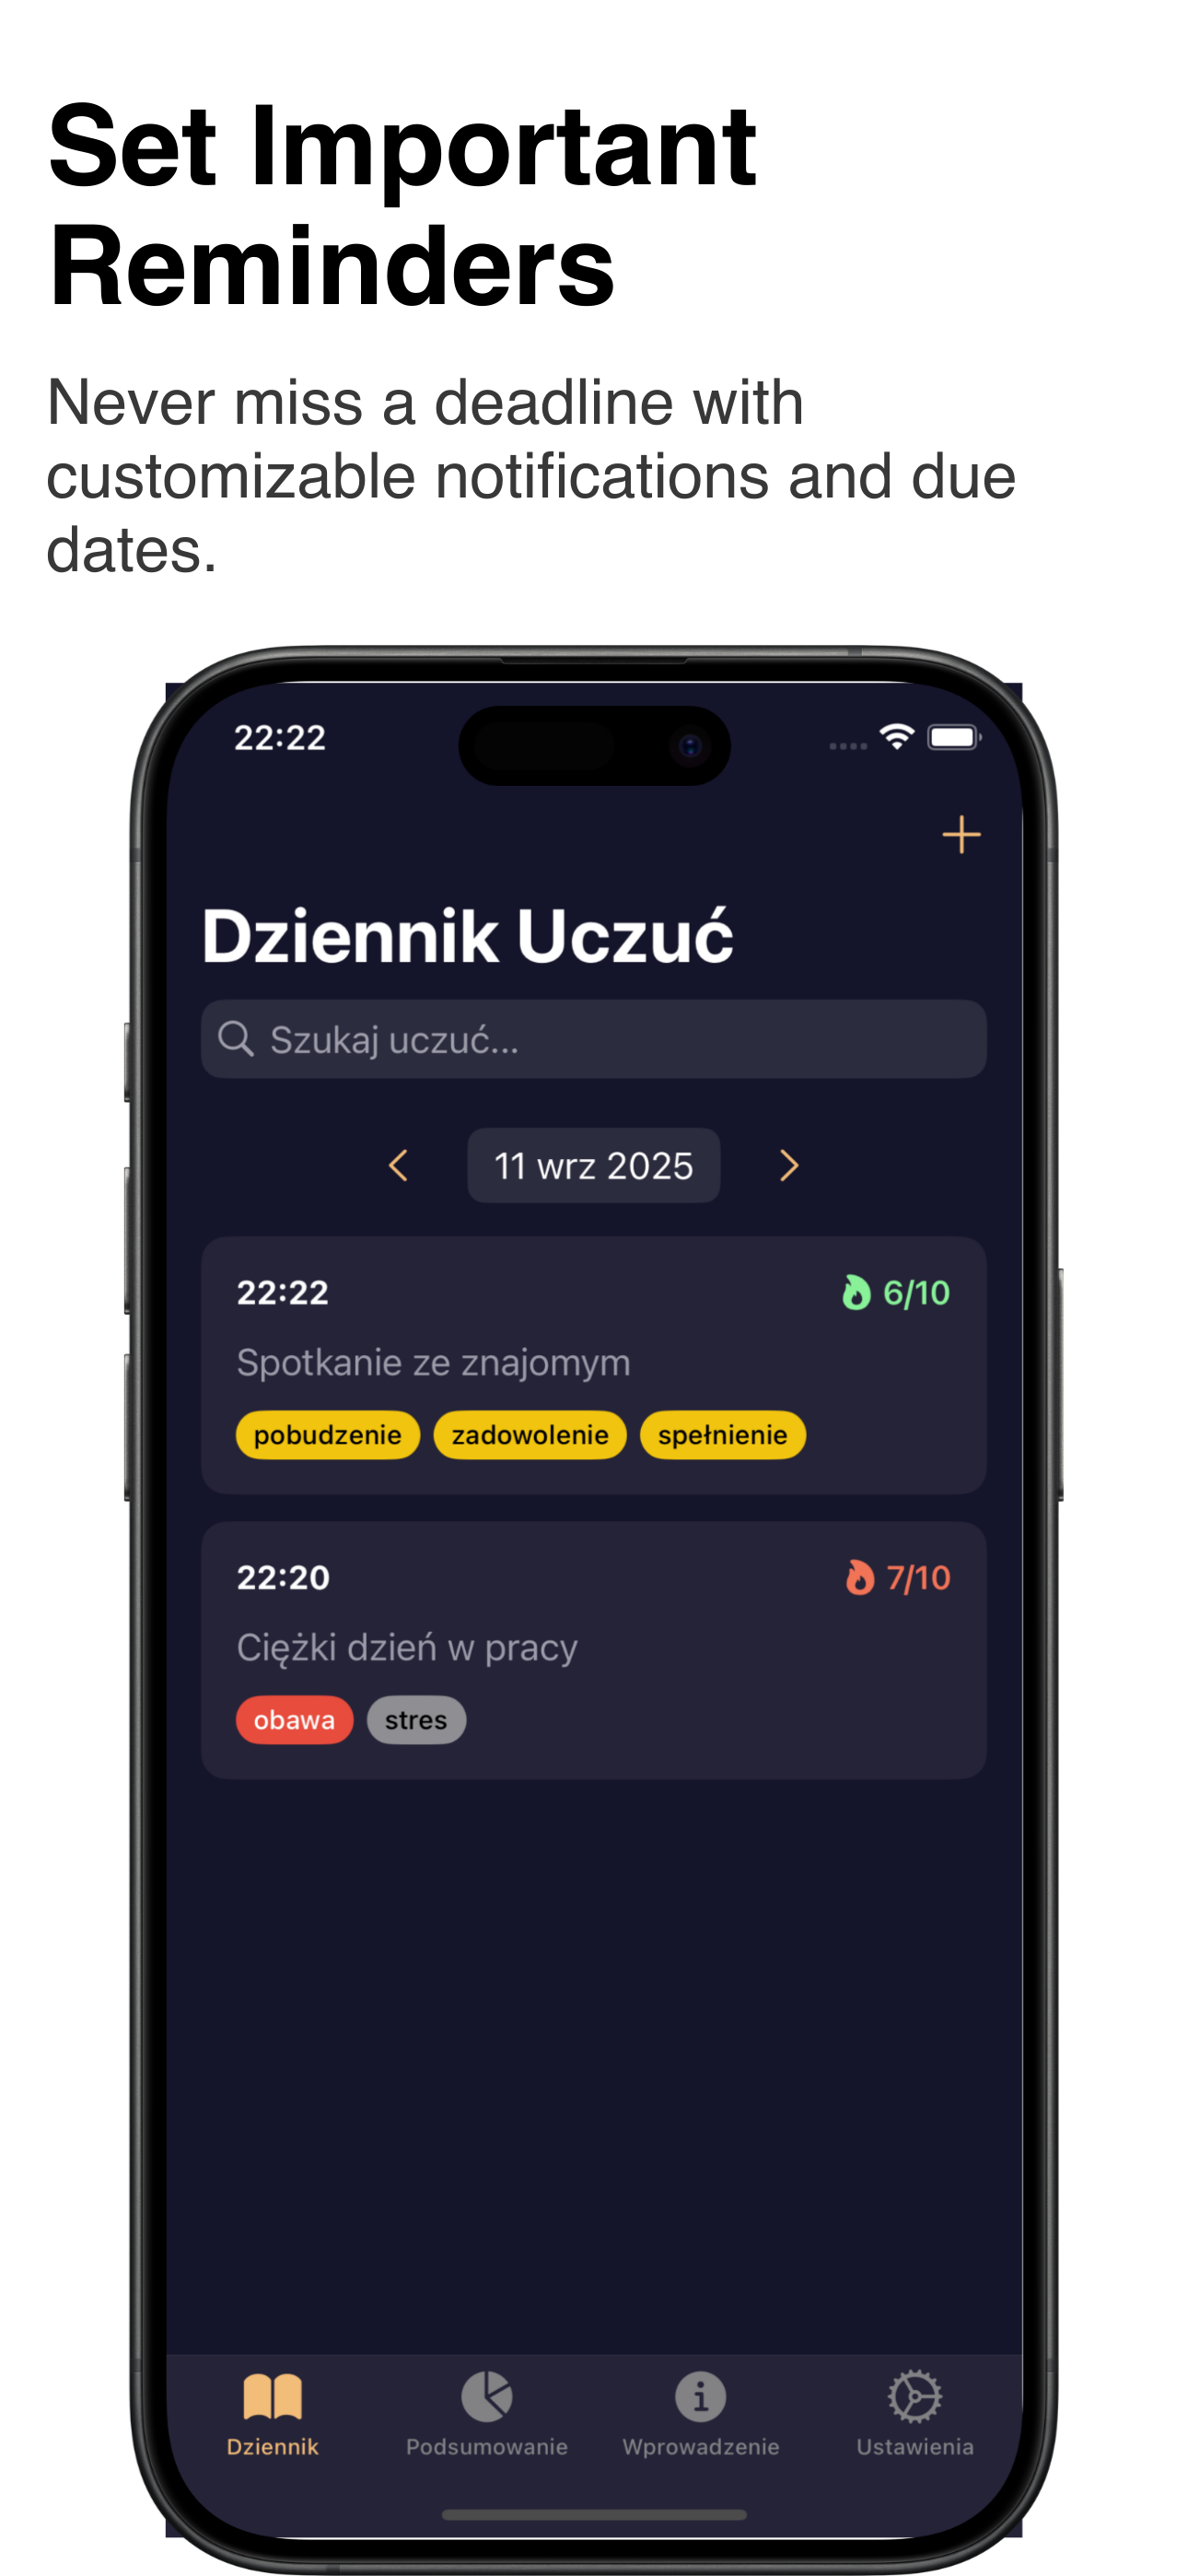 Set Important
Reminders
Never miss a deadline with
customizable notifications and due
dates.
22:22
Dziennik Uczuć
Szukaj uczuć...
11 wrz 2025
22:22
6/10
Spotkanie ze znajomym
pobudzenie zadowolenie spełnienie
22:20
7/10
Ciężki dzień w pracy
obawa stres
Dziennik Podsumowanie Wprowadzenie Ustawienia